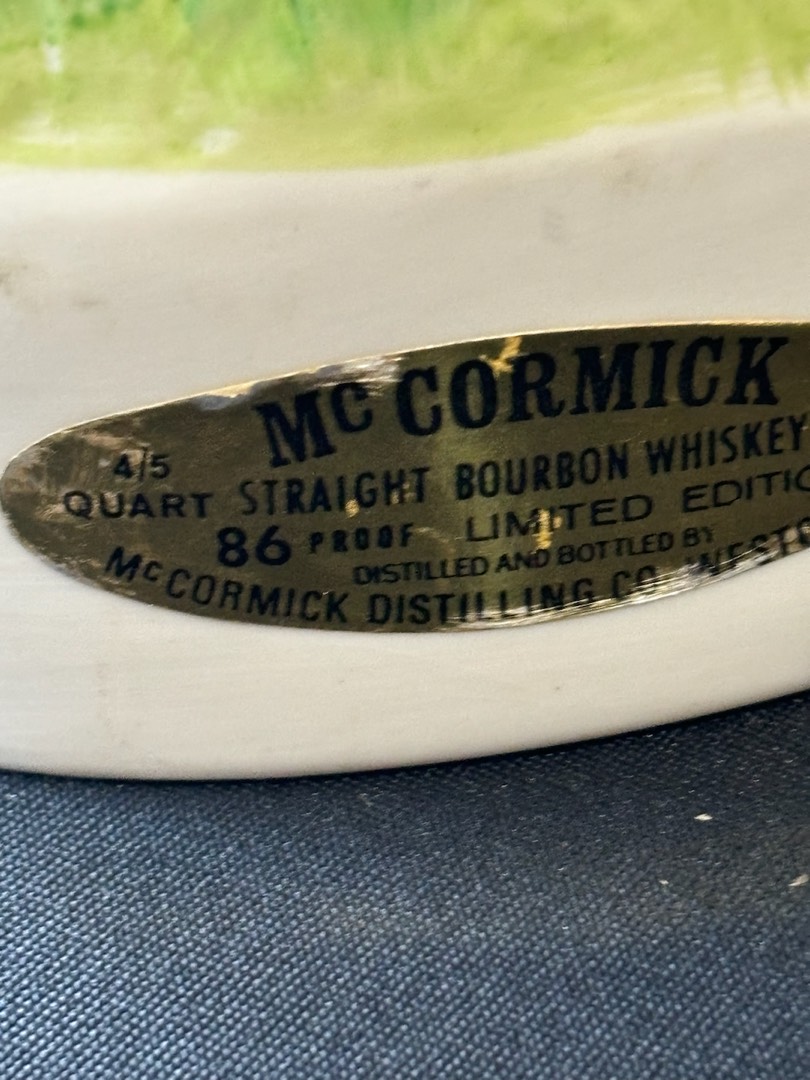 McCORMICK
4/5
QUART STRAIGHT BOURBON WHISKEY
86 PROOF LIMITED EDITIO
DISTILLED AND BOTTLED BY
McCORMICK DISTILLING CO.